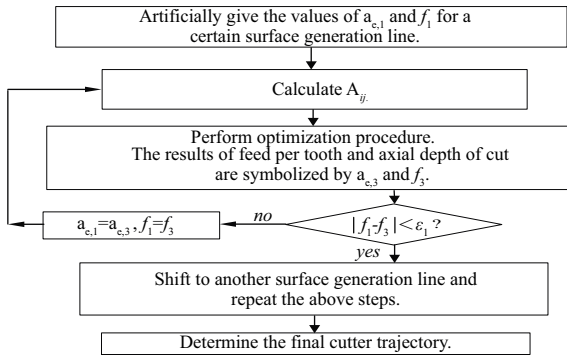 Artificially give the values of a_e,1 and f_1 for a
certain surface generation line.
Calculate A_ij.
Perform optimization procedure.
The results of feed per tooth and axial depth of cut
are symbolized by a_e,3 and f_3.
|f_1-f_3|<ε_1?
no
a_e,1=a_e,3, f_1=f_3
yes
Shift to another surface generation line and
repeat the above steps.
Determine the final cutter trajectory.